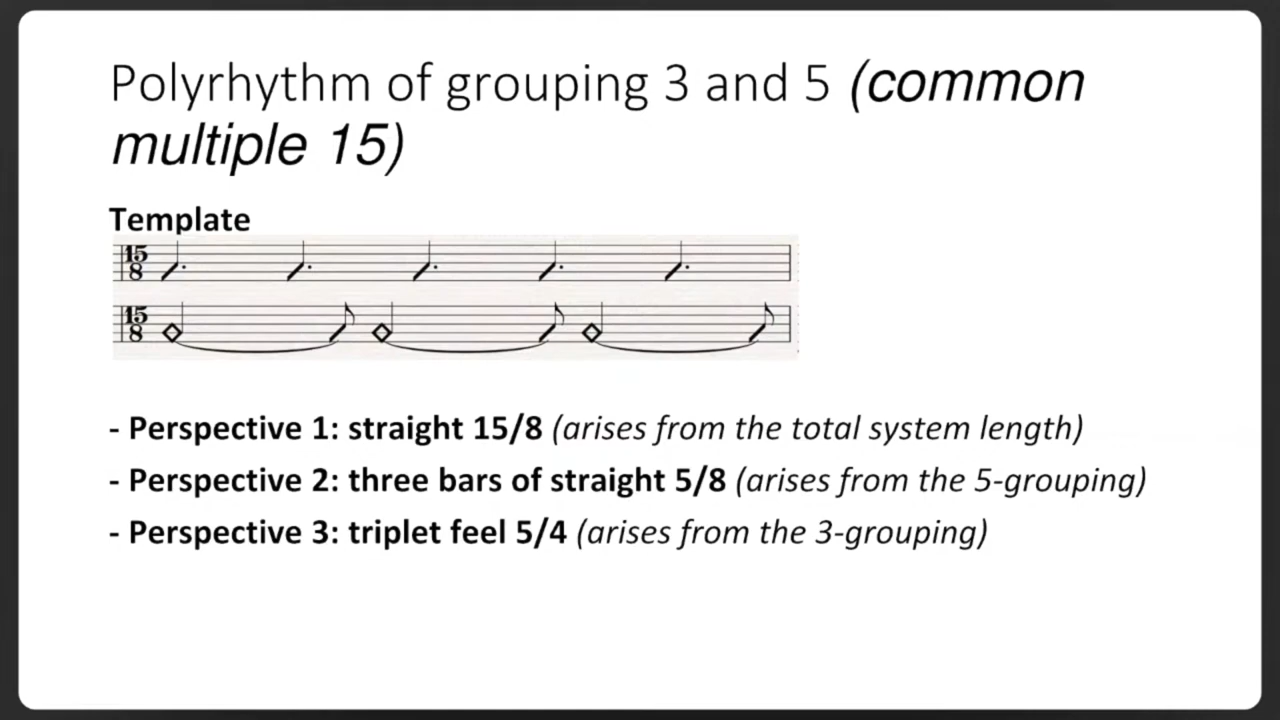 Polyrhythm of grouping 3 and 5 (common
multiple 15)
Template
15
8
15
8
- Perspective 1: straight 15/8 (arises from the total system length)
- Perspective 2: three bars of straight 5/8 (arises from the 5-grouping)
- Perspective 3: triplet feel 5/4 (arises from the 3-grouping)